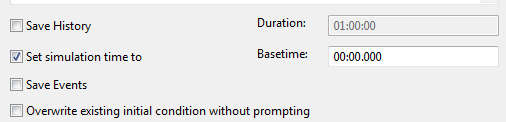 Save History Duration: 01:00:00
Set simulation time to Basetime: 00:00.000
Save Events
Overwrite existing initial condition without prompting